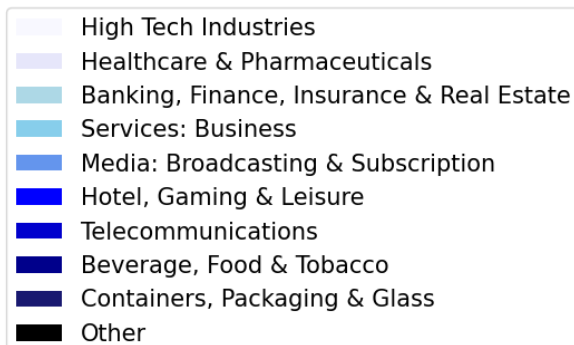 High Tech Industries
Healthcare & Pharmaceuticals
Banking, Finance, Insurance & Real Estate
Services: Business
Media: Broadcasting & Subscription
Hotel, Gaming & Leisure
Telecommunications
Beverage, Food & Tobacco
Containers, Packaging & Glass
Other